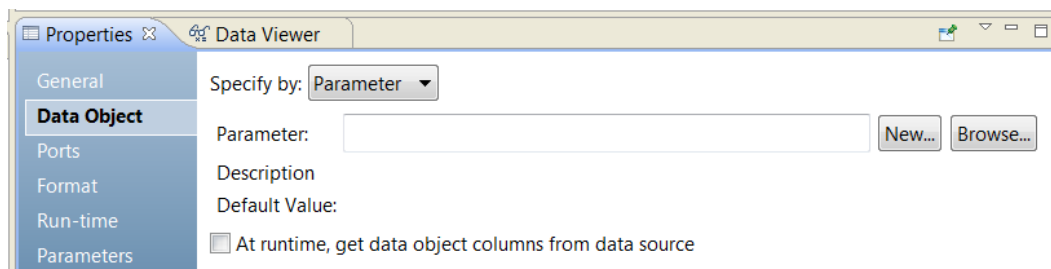 Properties Data Viewer
General
Specify by: Parameter
Data Object
Parameter: New... Browse...
Ports
Description
Format
Default Value:
Run-time
At runtime, get data object columns from data source
Parameters